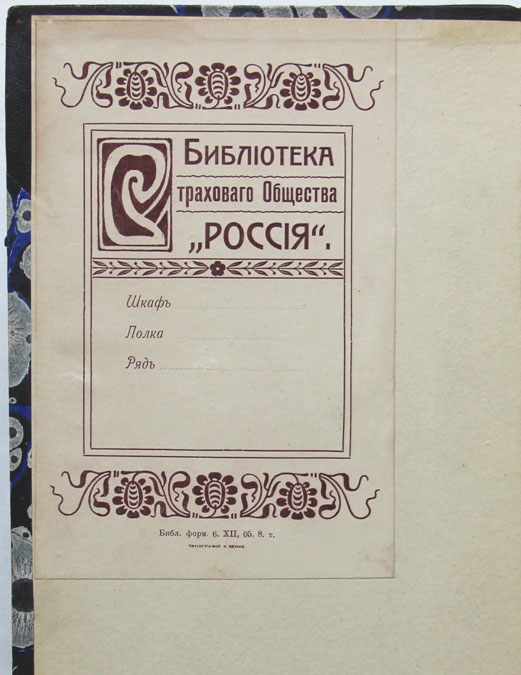 Библіотека
Страховаго Общества
„РОССІЯ“.
Шкафъ
Полка
Рядъ
Библ. форм. 6. XII, 05. 8. т.